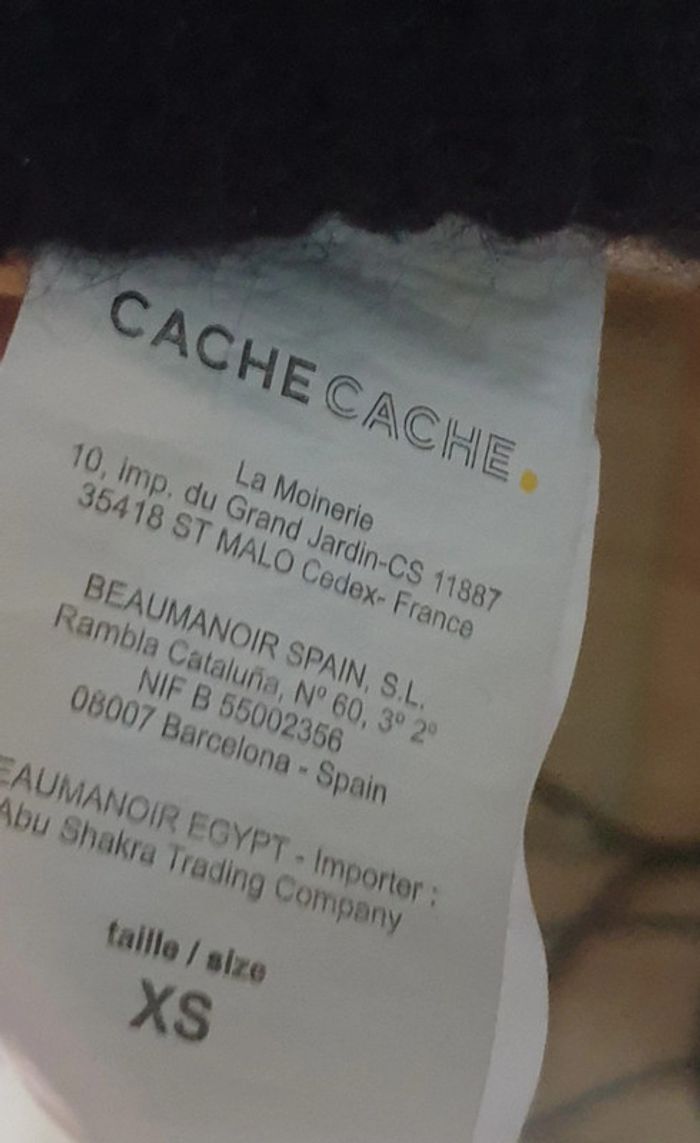 CACHE CACHE.
La Moinerie
10, imp. du Grand Jardin-CS 11887
35418 ST MALO Cedex- France
BEAUMANOIR SPAIN, S.L.
Rambla Cataluña, Nº 60, 3º 2º
NIF B 55002356
08007 Barcelona - Spain
EAUMANOIR EGYPT - Importer :
Abu Shakra Trading Company
taille / size
XS